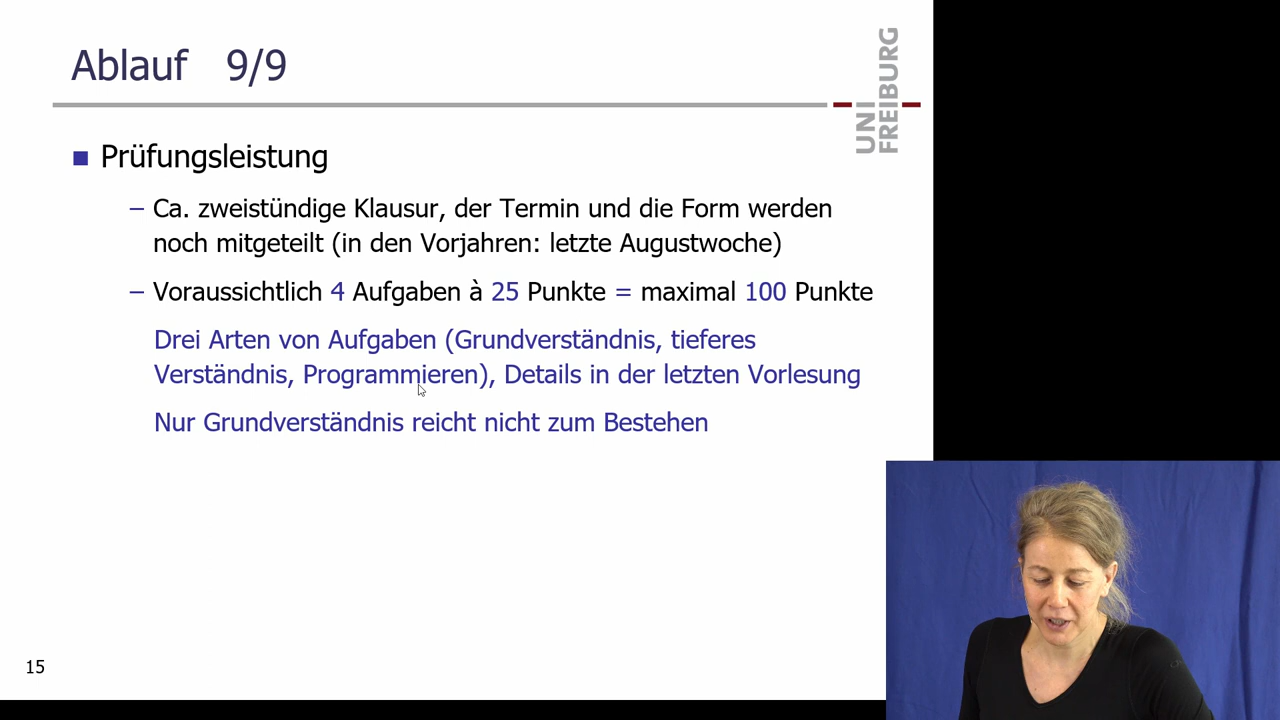 Ablauf 9/9
UNI
FREIBURG
Prüfungsleistung
– Ca. zweistündige Klausur, der Termin und die Form werden
noch mitgeteilt (in den Vorjahren: letzte Augustwoche)
– Voraussichtlich 4 Aufgaben à 25 Punkte = maximal 100 Punkte
Drei Arten von Aufgaben (Grundverständnis, tieferes
Verständnis, Programmieren), Details in der letzten Vorlesung
Nur Grundverständnis reicht nicht zum Bestehen
15